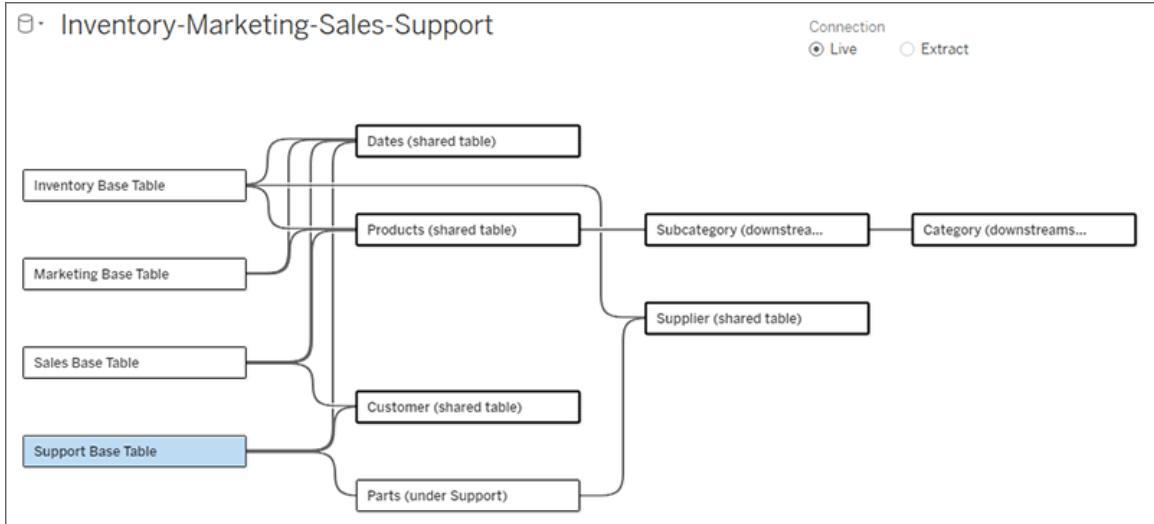 Inventory-Marketing-Sales-Support
Connection
Live
Extract
Dates (shared table)
Inventory Base Table
Products (shared table)
Subcategory (downstrea...
Category (downstreams...
Marketing Base Table
Supplier (shared table)
Sales Base Table
Customer (shared table)
Support Base Table
Parts (under Support)